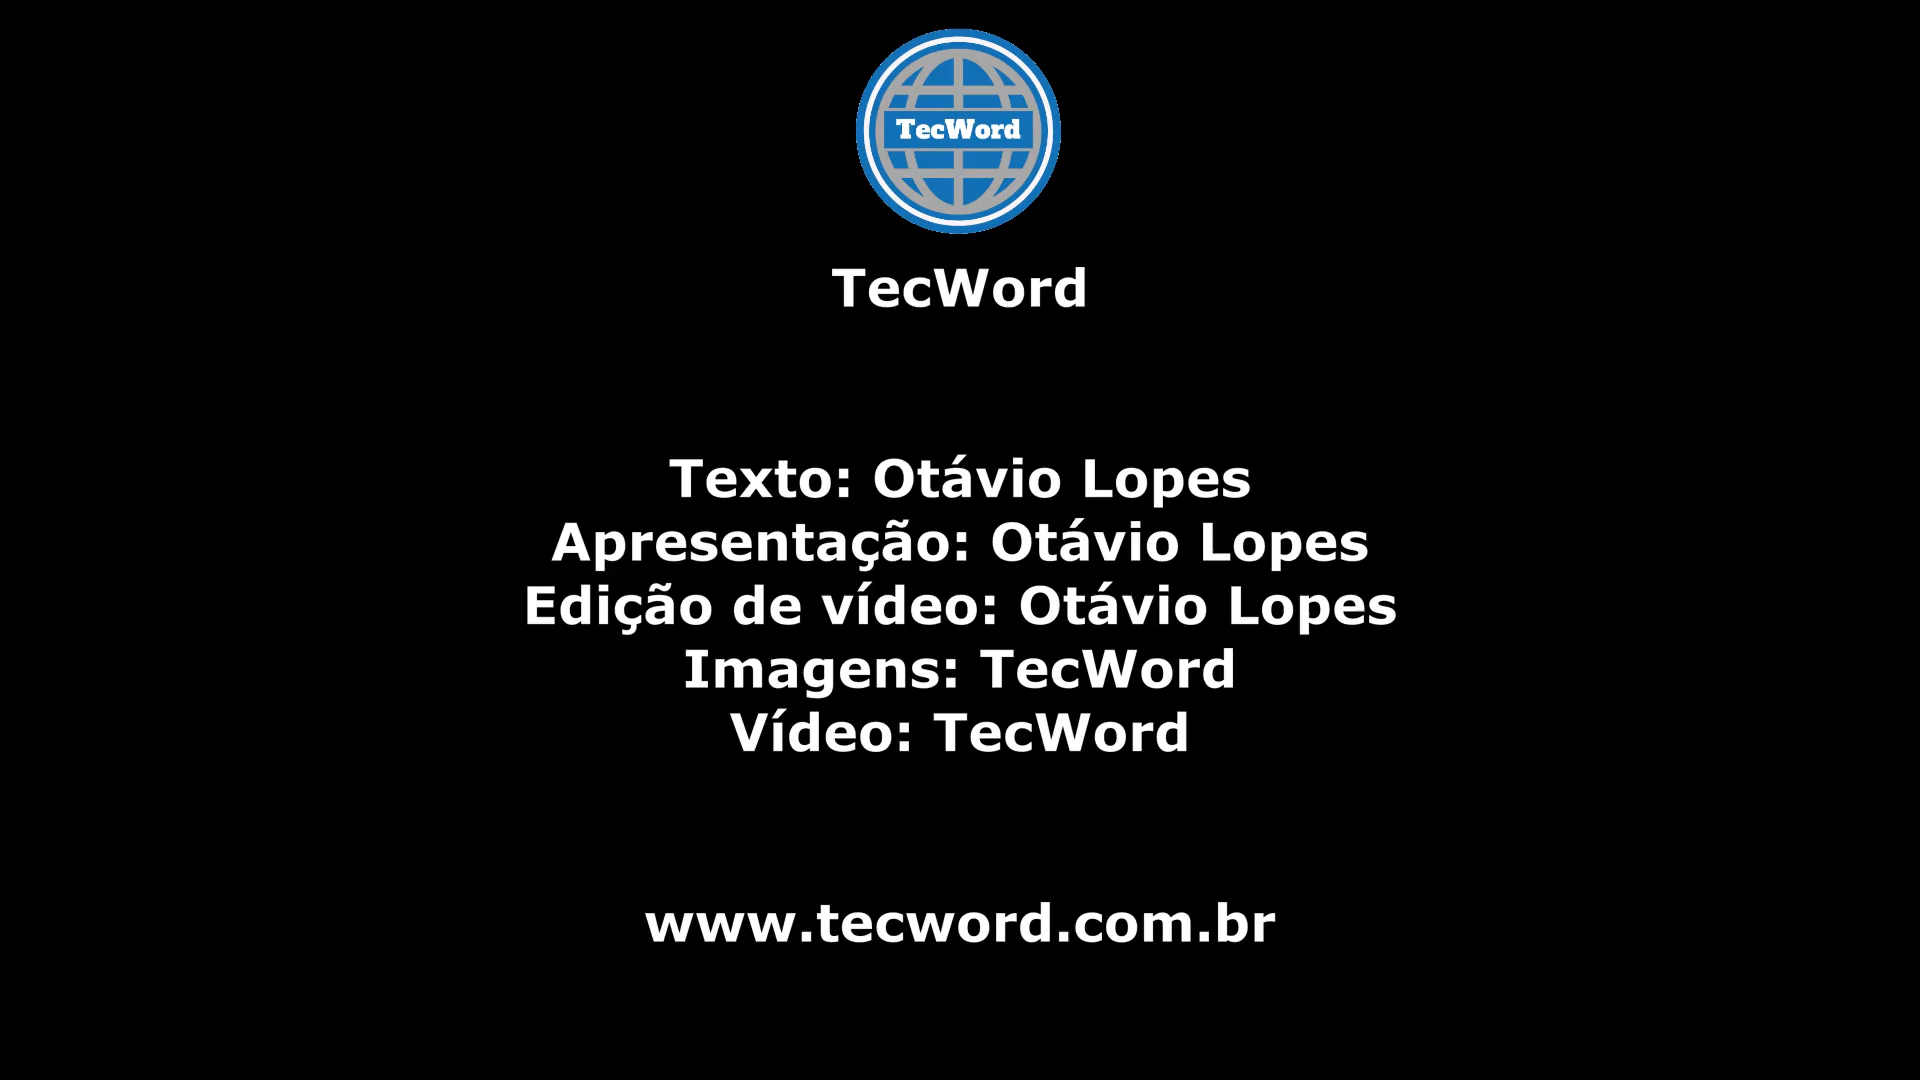 TecWord
TecWord
Texto: Otávio Lopes
Apresentação: Otávio Lopes
Edição de vídeo: Otávio Lopes
Imagens: TecWord
Vídeo: TecWord
www.tecword.com.br